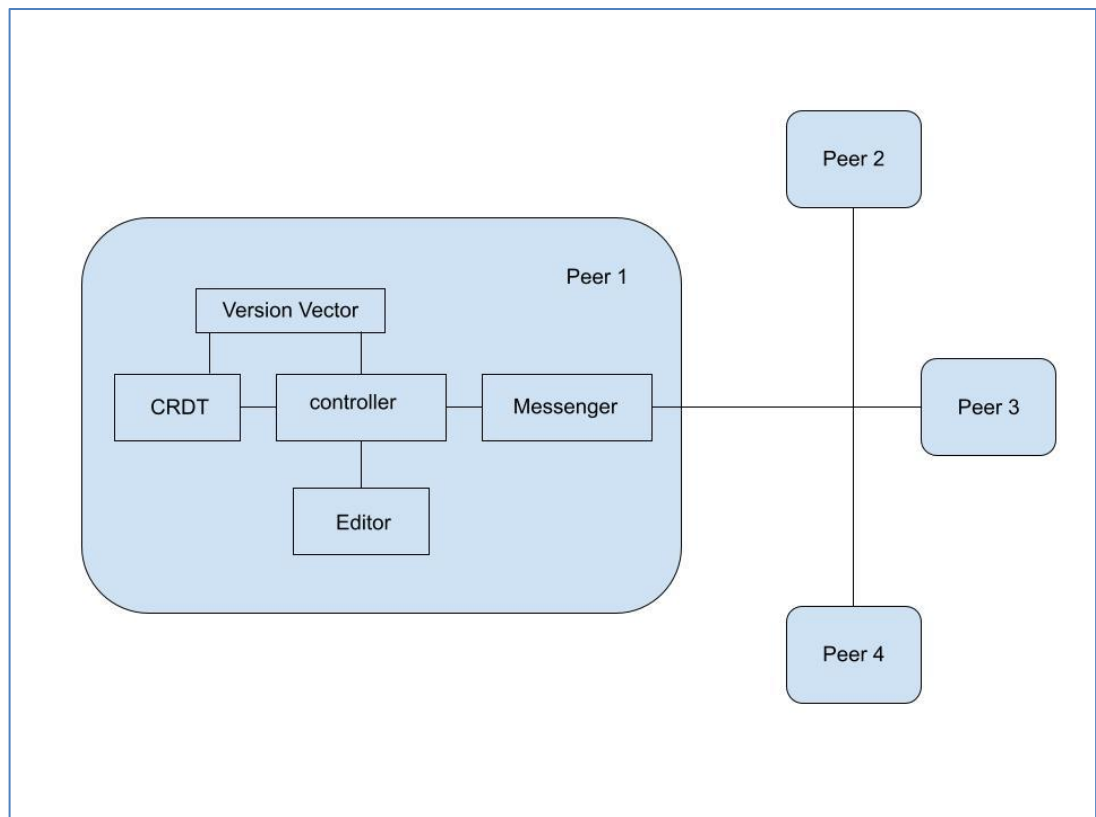 Peer 2
Peer 1
Version Vector
CRDT
controller
Messenger
Peer 3
Editor
Peer 4